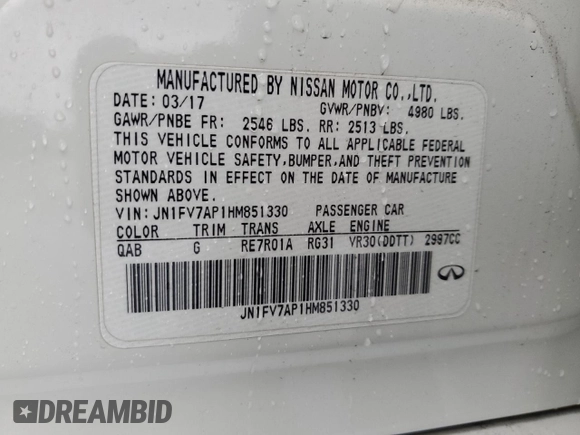 MANUFACTURED BY NISSAN MOTOR CO.,LTD.
DATE: 03/17 GVWR/PNBV: 4980 LBS.
GAWR/PNBE FR: 2546 LBS. RR: 2513 LBS.
THIS VEHICLE CONFORMS TO ALL APPLICABLE FEDERAL
MOTOR VEHICLE SAFETY,BUMPER,AND THEFT PREVENTION
STANDARDS IN EFFECT ON THE DATE OF MANUFACTURE
SHOWN ABOVE.
VIN: JN1FV7AP1HM851330 PASSENGER CAR
COLOR TRIM TRANS AXLE ENGINE
QAB G RE7R01A RG31 VR30(DDTT) 2997CC
JN1FV7AP1HM851330
DREAMBID